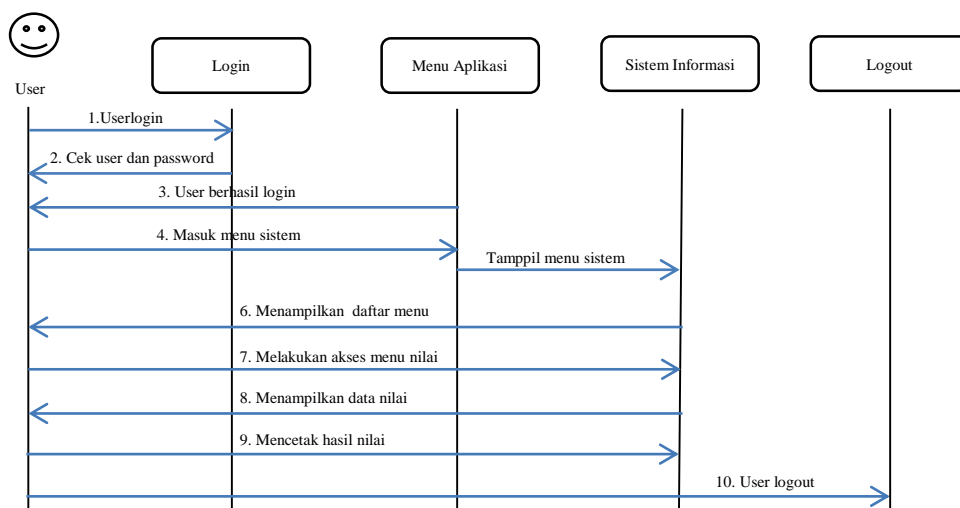 User
Login
Menu Aplikasi
Sistem Informasi
Logout
1.Userlogin
2. Cek user dan password
3. User berhasil login
4. Masuk menu sistem
Tamppil menu sistem
6. Menampilkan daftar menu
7. Melakukan akses menu nilai
8. Menampilkan data nilai
9. Mencetak hasil nilai
10. User logout